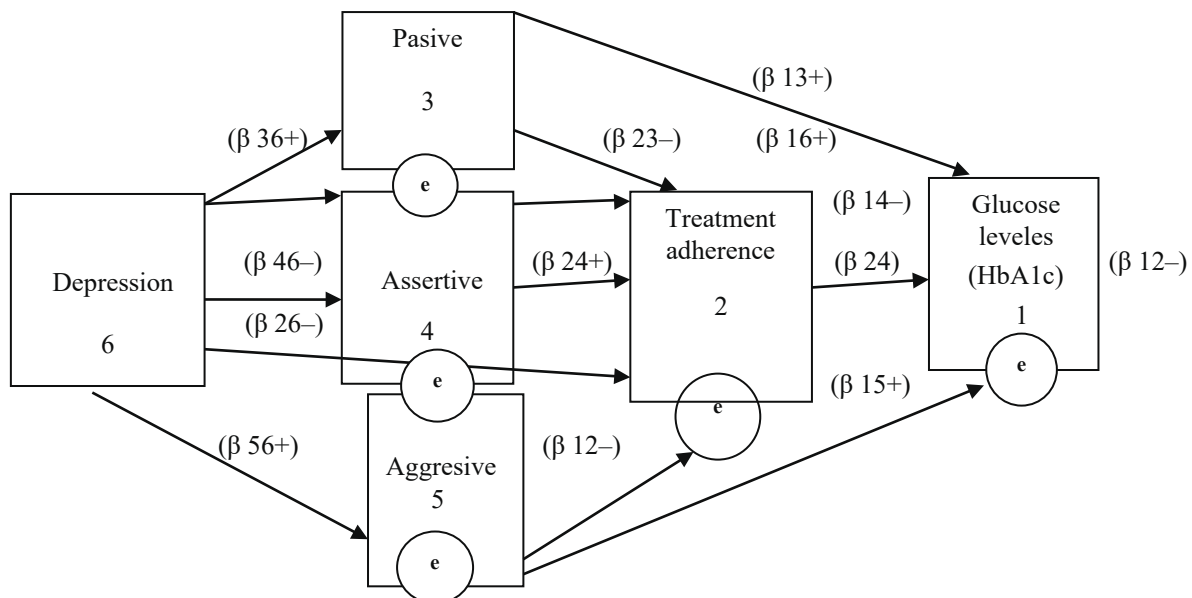 Pasive
3
(β 13+)
(β 36+)
(β 23–)
(β 16+)
e
Depression
6
(β 46–)
(β 26–)
Assertive
4
e
(β 24+)
Treatment
adherence
2
e
(β 14–)
(β 24)
Glucose
leveles
(HbA1c)
1
e
(β 12–)
(β 56+)
Aggresive
5
e
(β 12–)
(β 15+)